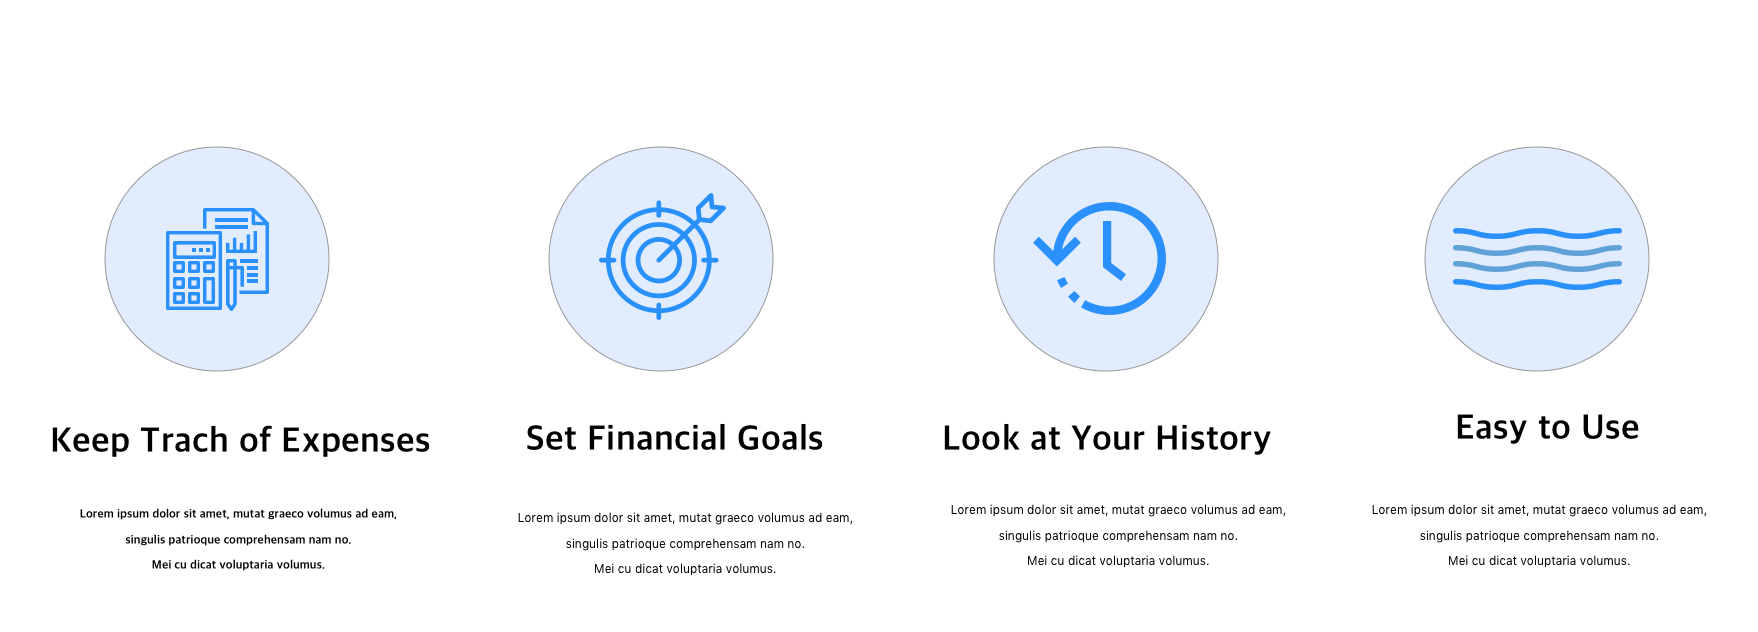 Keep Trach of Expenses
Lorem ipsum dolor sit amet, mutat graeco volumus ad eam,
singulis patrioque comprehensam nam no.
Mei cu dicat voluptaria volumus.
Set Financial Goals
Lorem ipsum dolor sit amet, mutat graeco volumus ad eam,
singulis patrioque comprehensam nam no.
Mei cu dicat voluptaria volumus.
Look at Your History
Lorem ipsum dolor sit amet, mutat graeco volumus ad eam,
singulis patrioque comprehensam nam no.
Mei cu dicat voluptaria volumus.
Easy to Use
Lorem ipsum dolor sit amet, mutat graeco volumus ad eam,
singulis patrioque comprehensam nam no.
Mei cu dicat voluptaria volumus.